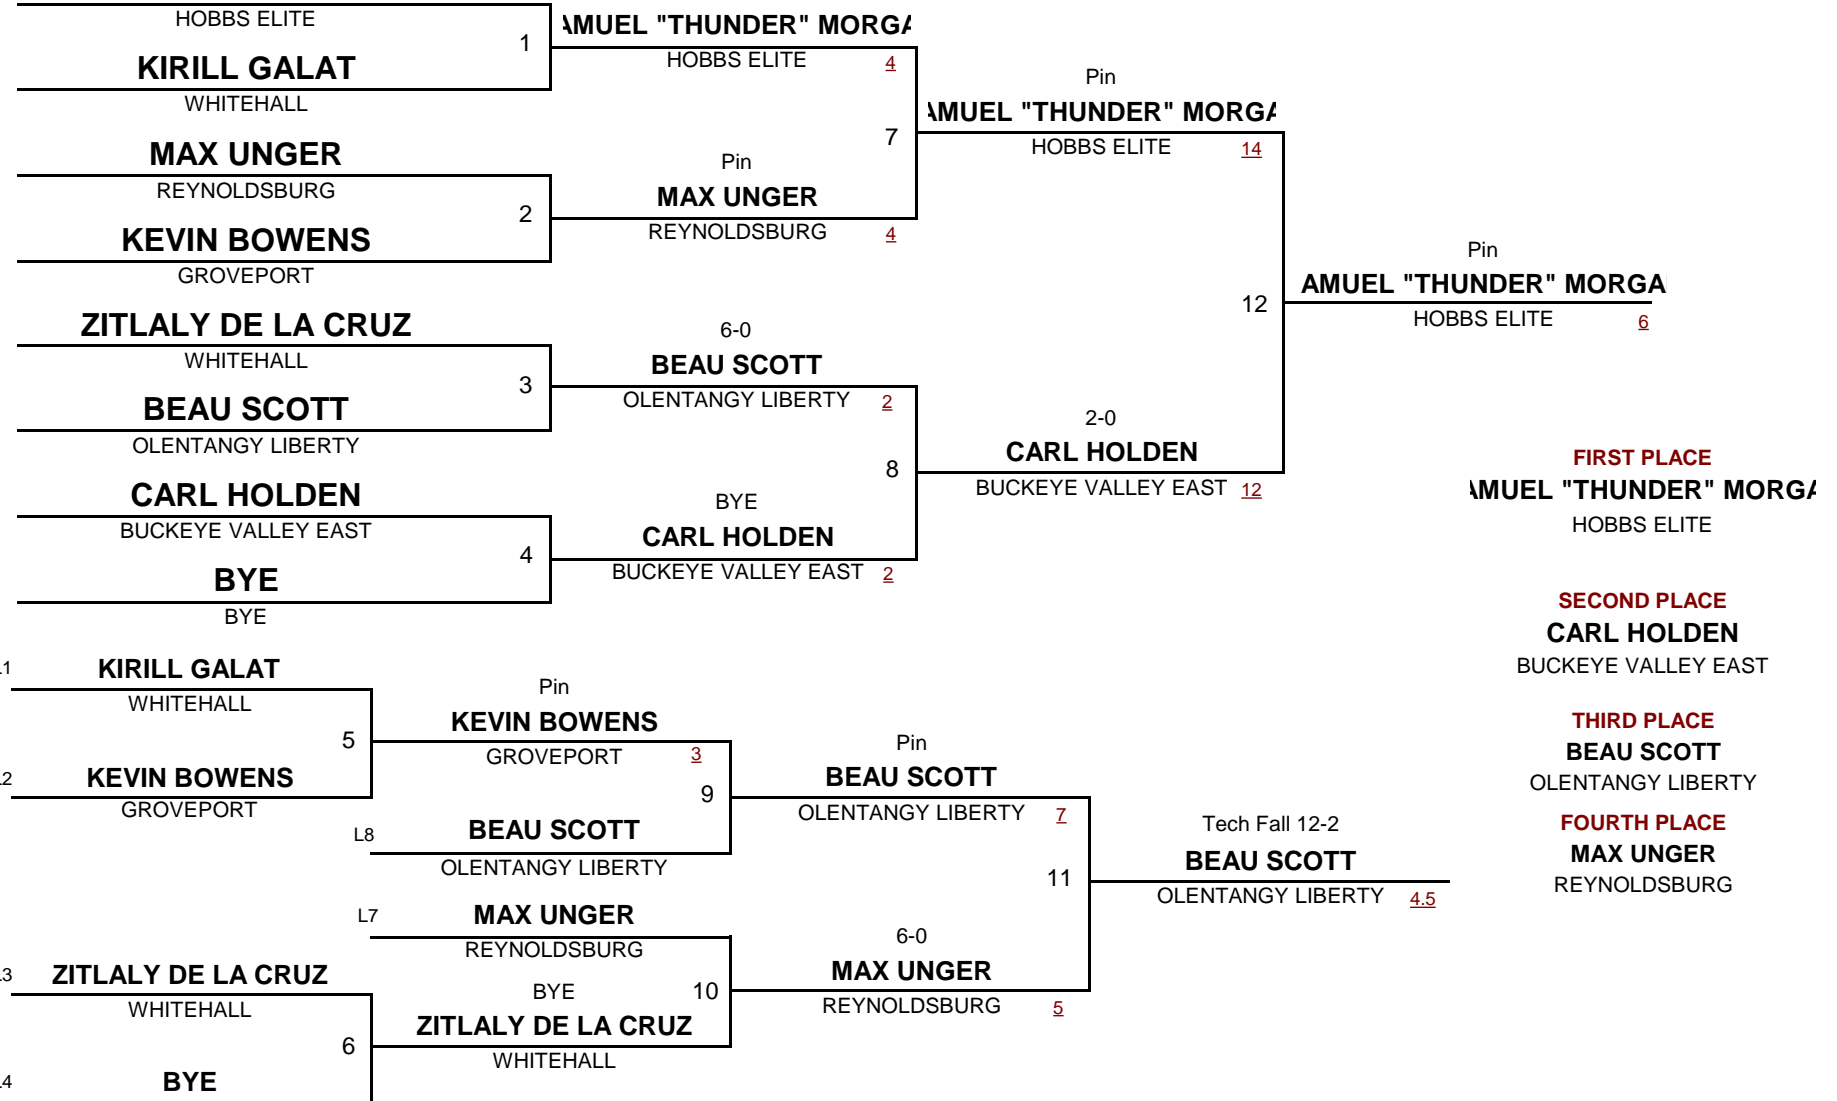 HOBBS ELITE
1
KIRILL GALAT
WHITEHALL
MAX UNGER
REYNOLDSBURG
2
KEVIN BOWENS
GROVEPORT
ZITLALY DE LA CRUZ
WHITEHALL
3
BEAU SCOTT
OLENTANGY LIBERTY
CARL HOLDEN
BUCKEYE VALLEY EAST
4
BYE
BYE
AMUEL "THUNDER" MORGA
HOBBS ELITE 4
7
Pin
MAX UNGER
REYNOLDSBURG 4
6-0
BEAU SCOTT
OLENTANGY LIBERTY 2
8
BYE
CARL HOLDEN
BUCKEYE VALLEY EAST 2
Pin
AMUEL "THUNDER" MORGA
HOBBS ELITE 14
12
2-0
CARL HOLDEN
BUCKEYE VALLEY EAST 12
Pin
AMUEL "THUNDER" MORGA
HOBBS ELITE 6
FIRST PLACE
AMUEL "THUNDER" MORGA
HOBBS ELITE
SECOND PLACE
CARL HOLDEN
BUCKEYE VALLEY EAST
THIRD PLACE
BEAU SCOTT
OLENTANGY LIBERTY
FOURTH PLACE
MAX UNGER
REYNOLDSBURG
L1 KIRILL GALAT
WHITEHALL
5
L2 KEVIN BOWENS
GROVEPORT
Pin
KEVIN BOWENS
GROVEPORT 3
9
L8 BEAU SCOTT
OLENTANGY LIBERTY
L7 MAX UNGER
REYNOLDSBURG
10
L3 ZITLALY DE LA CRUZ
WHITEHALL
6
L4 BYE
BYE
ZITLALY DE LA CRUZ
WHITEHALL
Pin
BEAU SCOTT
OLENTANGY LIBERTY 7
11
6-0
MAX UNGER
REYNOLDSBURG 5
Tech Fall 12-2
BEAU SCOTT
OLENTANGY LIBERTY 4.5